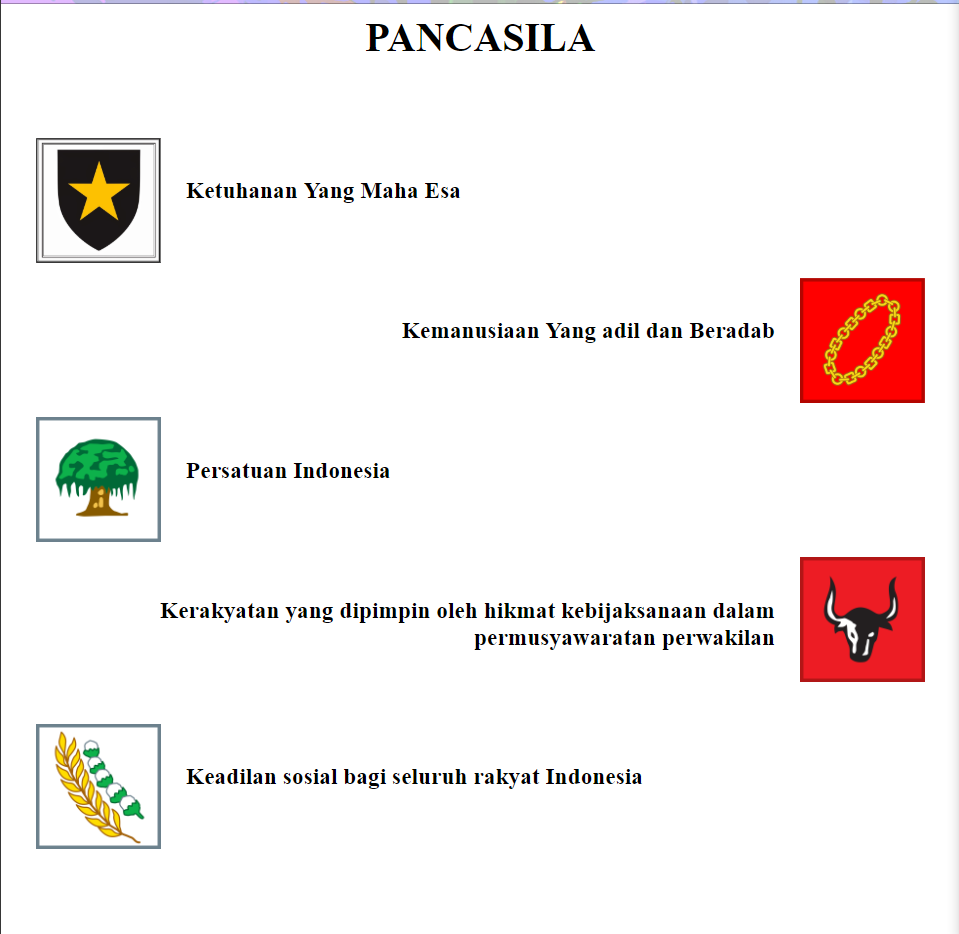 PANCASILA
Ketuhanan Yang Maha Esa
Kemanusiaan Yang adil dan Beradab
Persatuan Indonesia
Kerakyatan yang dipimpin oleh hikmat kebijaksanaan dalam
permusyawaratan perwakilan
Keadilan sosial bagi seluruh rakyat Indonesia